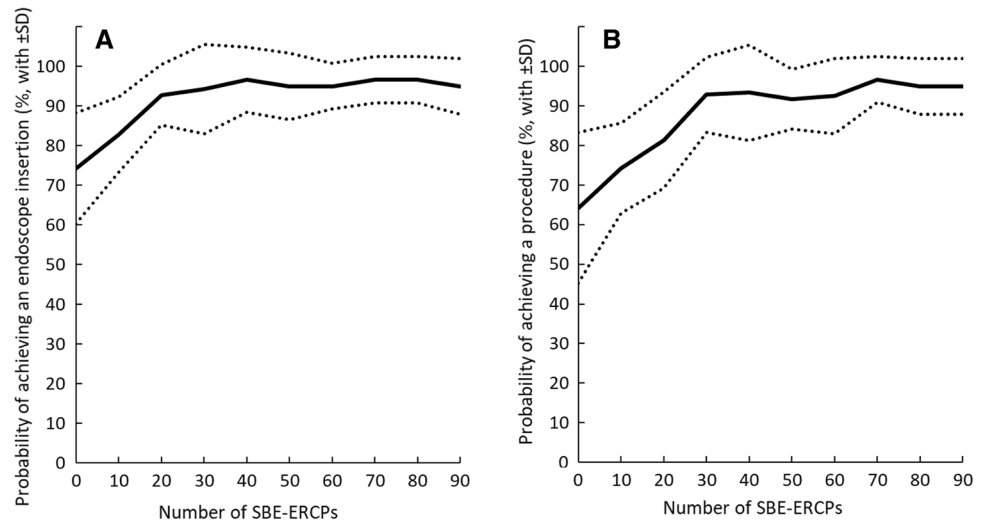 A
Probability of achieving an endoscope insertion (%, with ±SD)
100
90
80
70
60
50
40
30
20
10
0
0 10 20 30 40 50 60 70 80 90
Number of SBE-ERCPs
B
Probability of achieving a procedure (%, with ±SD)
100
90
80
70
60
50
40
30
20
10
0
0 10 20 30 40 50 60 70 80 90
Number of SBE-ERCPs